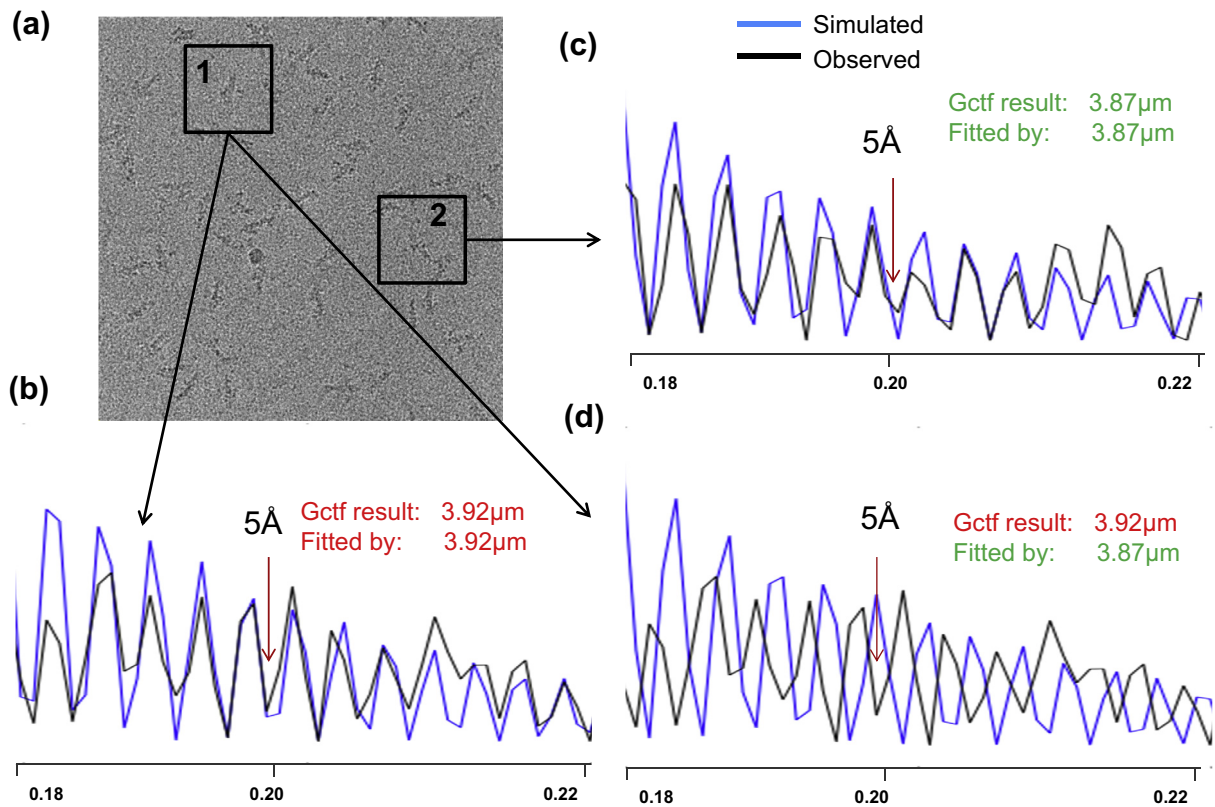 (a)
1
2
Simulated
Observed
(c)
Gctf result: 3.87µm
Fitted by: 3.87µm
5Å
0.18 0.20 0.22
(b)
Gctf result: 3.92µm
Fitted by: 3.92µm
5Å
0.18 0.20 0.22
(d)
Gctf result: 3.92µm
Fitted by: 3.87µm
5Å
0.18 0.20 0.22